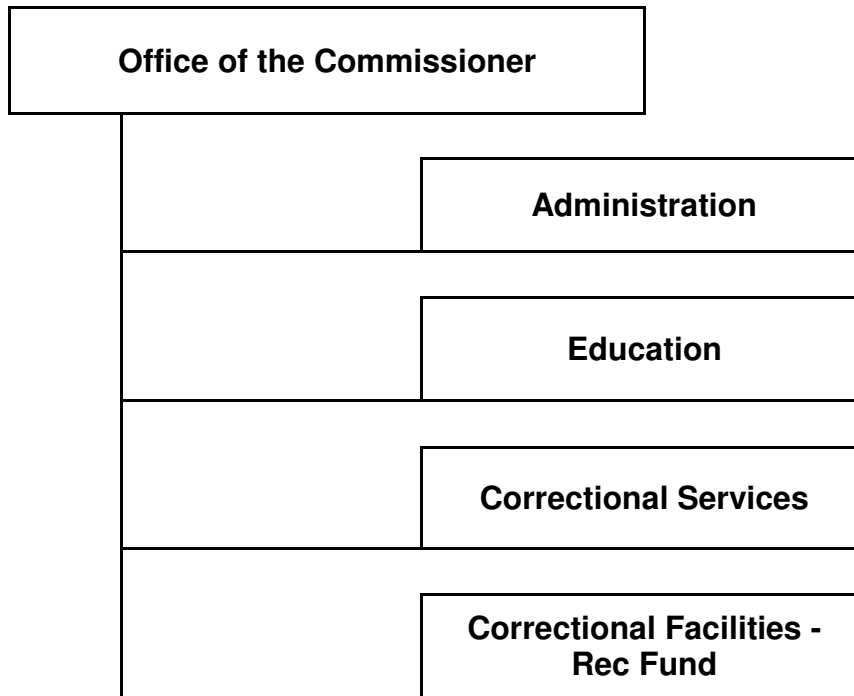 Office of the Commissioner
Administration
Education
Correctional Services
Correctional Facilities -
Rec Fund